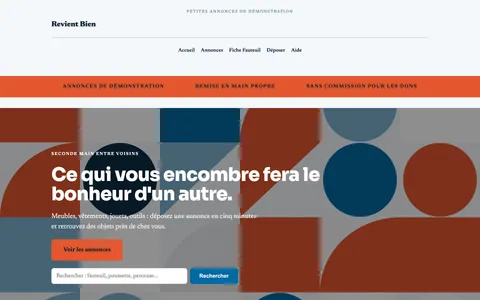 PETITES ANNONCES DE DÉMONSTRATION
Revient Bien
Accueil Annonces Fiche Fauteuil Déposer Aide
ANNONCES DE DÉMONSTRATION REMISE EN MAIN PROPRE SANS COMMISSION POUR LES DONS
SECONDE MAIN ENTRE VOISINS
Ce qui vous encombre fera le
bonheur d'un autre.
Meubles, vêtements, jouets, outils : déposez une annonce en cinq minutes
et retrouvez des objets près de chez vous.
Voir les annonces
Rechercher : fauteuil, poussette, perceuse…
Rechercher